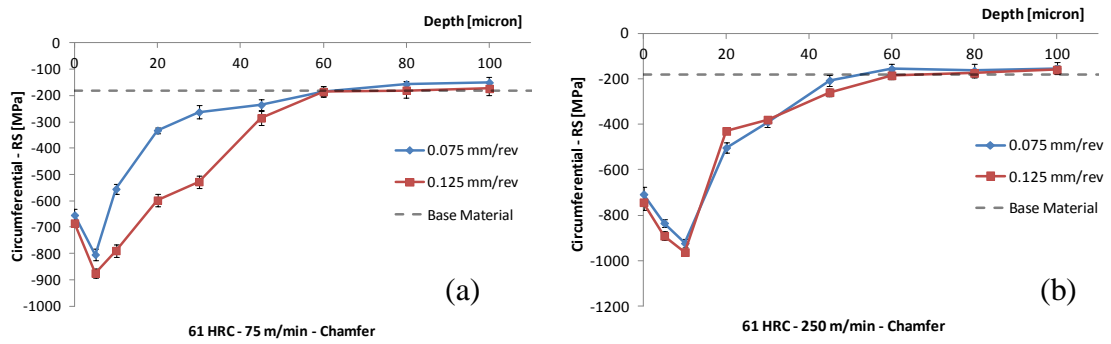 Depth [micron]
0
20
40
60
80
100
0
-100
-200
-300
-400
-500
-600
-700
-800
-900
-1000
Circumferential - RS [MPa]
0.075 mm/rev
0.125 mm/rev
Base Material
(a)
61 HRC - 75 m/min - Chamfer
Depth [micron]
0
20
40
60
80
100
0
-200
-400
-600
-800
-1000
-1200
Circumferential - RS [MPa]
0.075 mm/rev
0.125 mm/rev
Base Material
(b)
61 HRC - 250 m/min - Chamfer